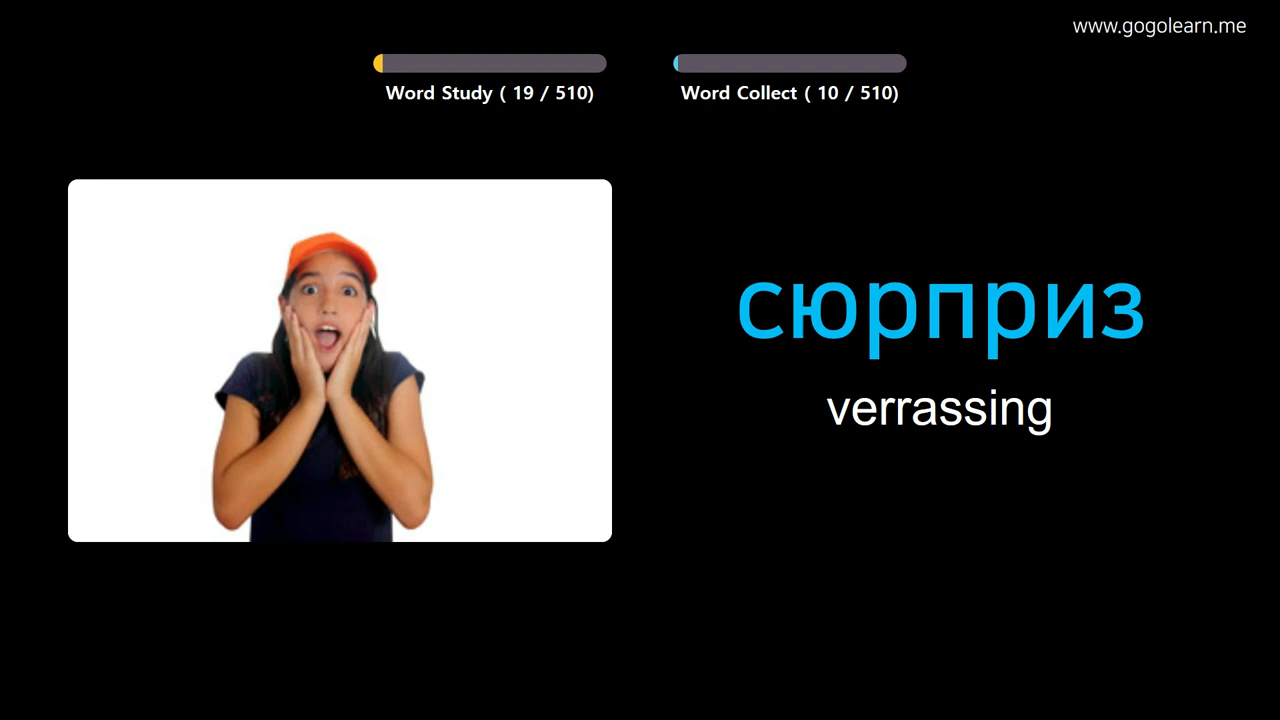 www.gogolearn.me
Word Study ( 19 / 510)
Word Collect ( 10 / 510)
сюрприз
verrassing